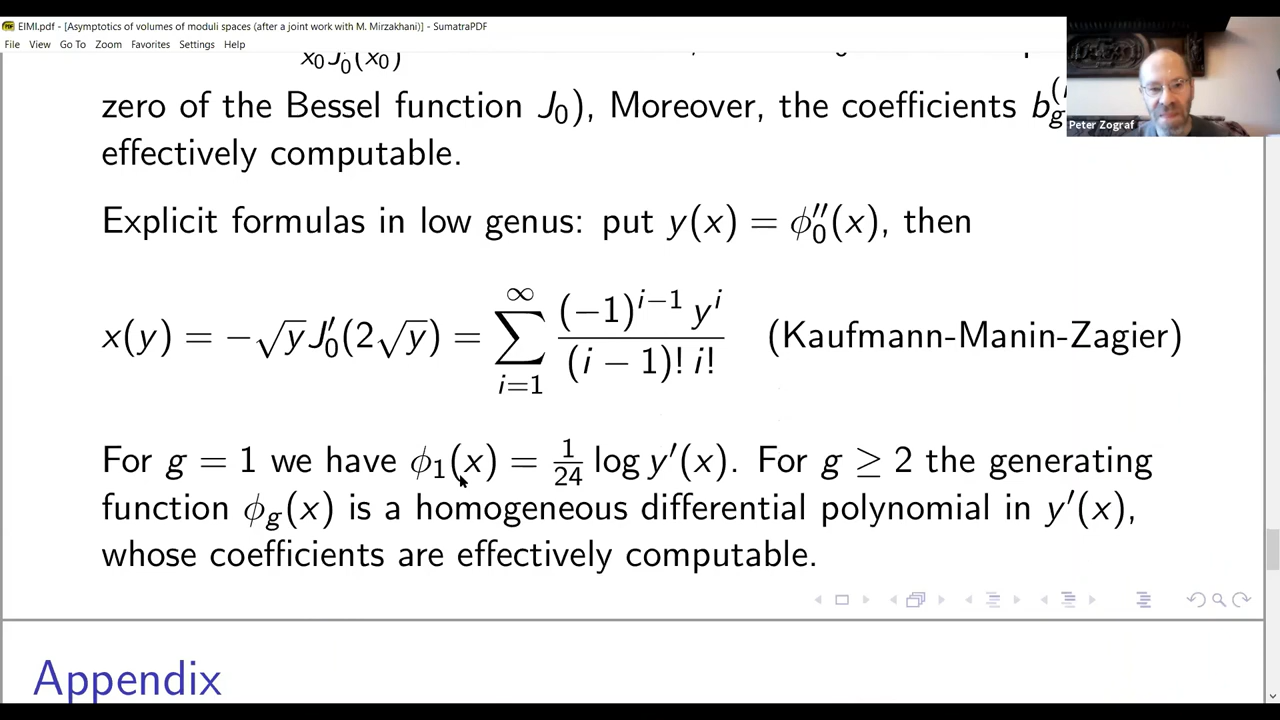 EIMI.pdf - [Asymptotics of volumes of moduli spaces (after a joint work with M. Mirzakhani)] - SumatraPDF
File View Go To Zoom Favorites Settings Help
x₀J₀′(x₀)
zero of the Bessel function J₀), Moreover, the coefficients
effectively computable.
Peter Zograf
Explicit formulas in low genus: put y(x) = ϕ₀′′(x), then
x(y) = −√y J₀′(2√y) = ∑_{i=1}^{∞} (−1)^{i−1} y^i / (i − 1)! i! (Kaufmann-Manin-Zagier)
For g = 1 we have ϕ₁(x) = 1/24 log y′(x). For g ≥ 2 the generating
function ϕ_g(x) is a homogeneous differential polynomial in y′(x),
whose coefficients are effectively computable.
Appendix